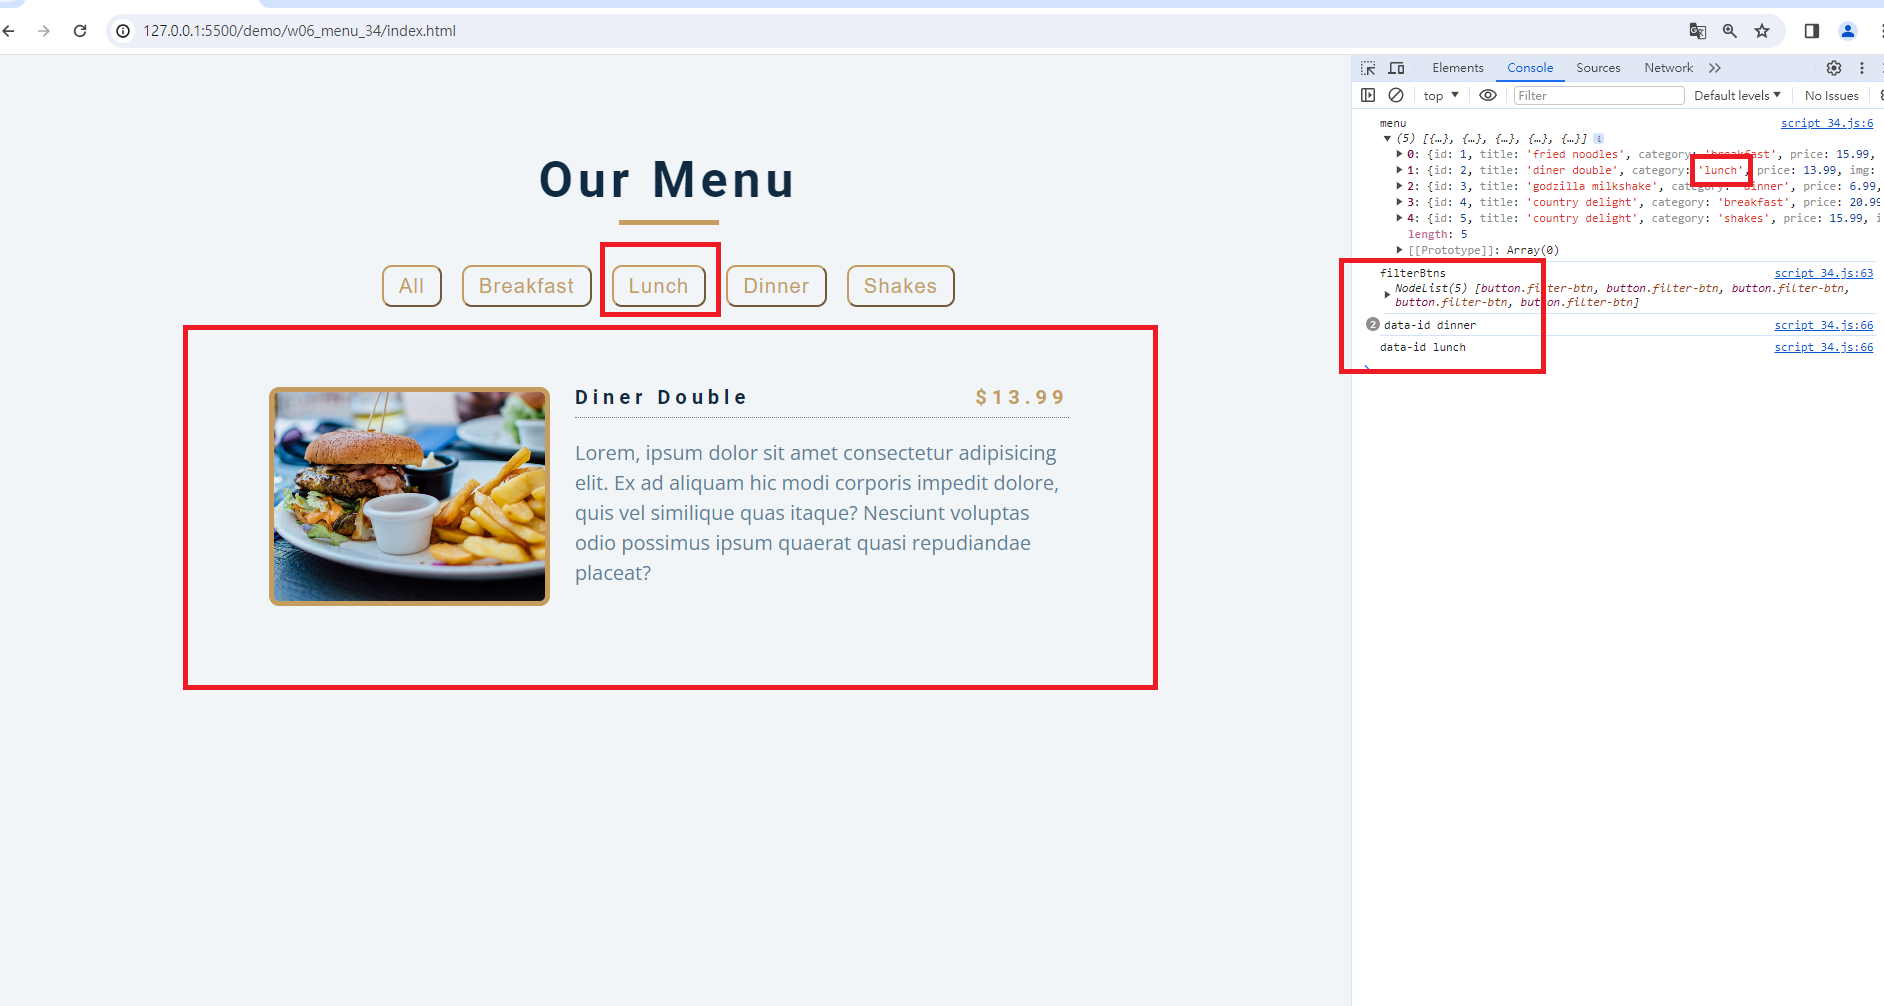 127.0.0.1:5500/demo/w06_menu_34/index.html
Elements Console Sources Network
top Filter Default levels No Issues
Our Menu
All Breakfast Lunch Dinner Shakes
Diner Double $13.99
Lorem, ipsum dolor sit amet consectetur adipisicing
elit. Ex ad aliquam hic modi corporis impedit dolore,
quis vel similique quas itaque? Nesciunt voluptas
odio possimus ipsum quaerat quasi repudiandae
placeat?
menu script_34.js:6
(5) [{…}, {…}, {…}, {…}, {…}]
0: {id: 1, title: 'fried noodles', category: 'breakfast', price: 15.99,
1: {id: 2, title: 'diner double', category: 'lunch', price: 13.99, img:
2: {id: 3, title: 'godzilla milkshake', category: 'dinner', price: 6.99,
3: {id: 4, title: 'country delight', category: 'breakfast', price: 20.99
4: {id: 5, title: 'country delight', category: 'shakes', price: 15.99, i
length: 5
[[Prototype]]: Array(0)
filterBtns script_34.js:63
NodeList(5) [button.filter-btn, button.filter-btn, button.filter-btn,
button.filter-btn, button.filter-btn]
2 data-id dinner script_34.js:66
data-id lunch script_34.js:66